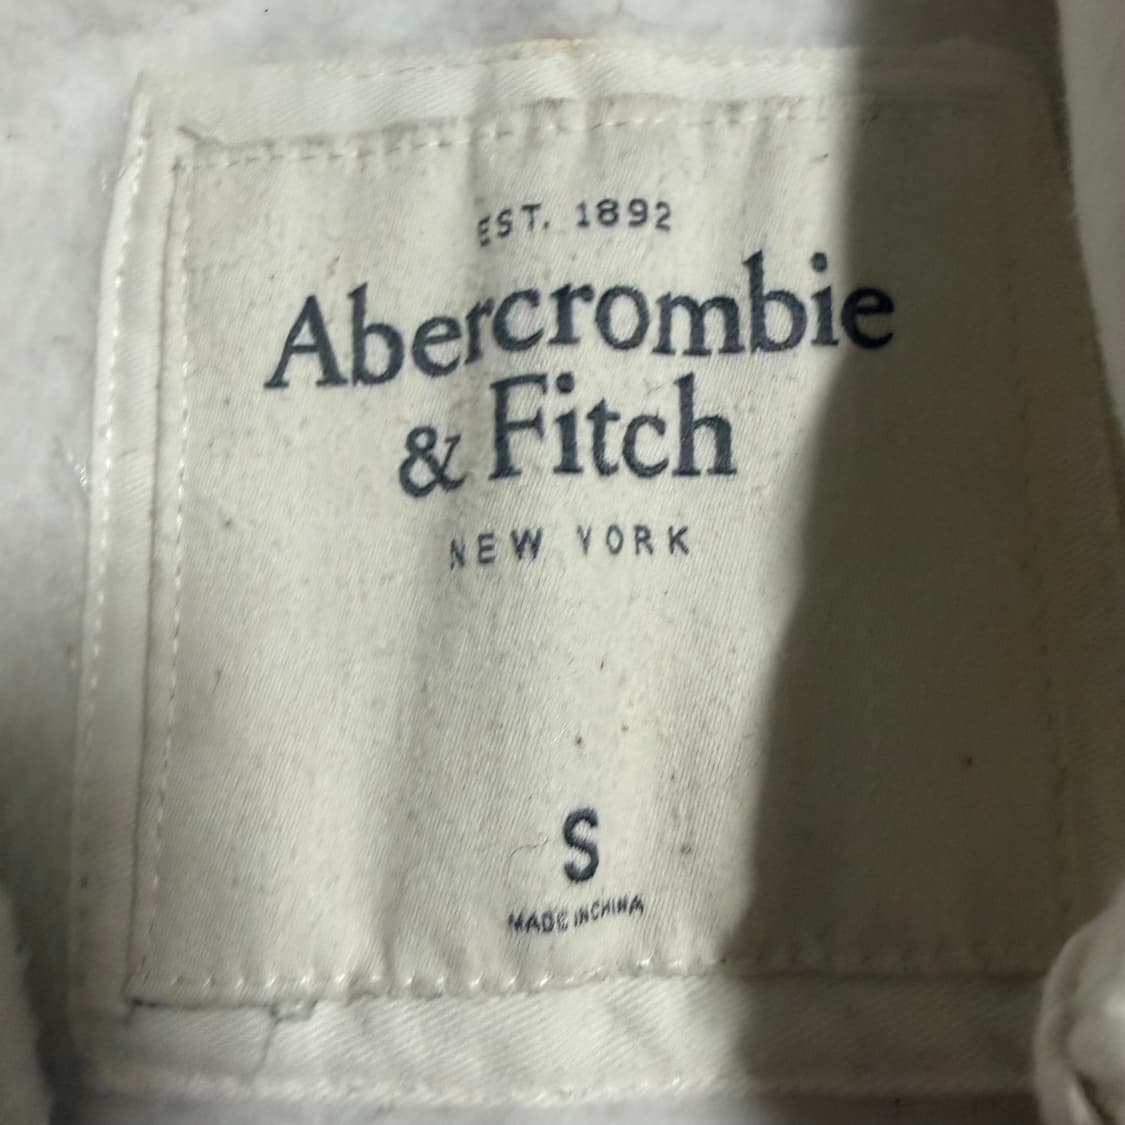 EST. 1892
Abercrombie
& Fitch
NEW YORK
S
MADE IN CHINA